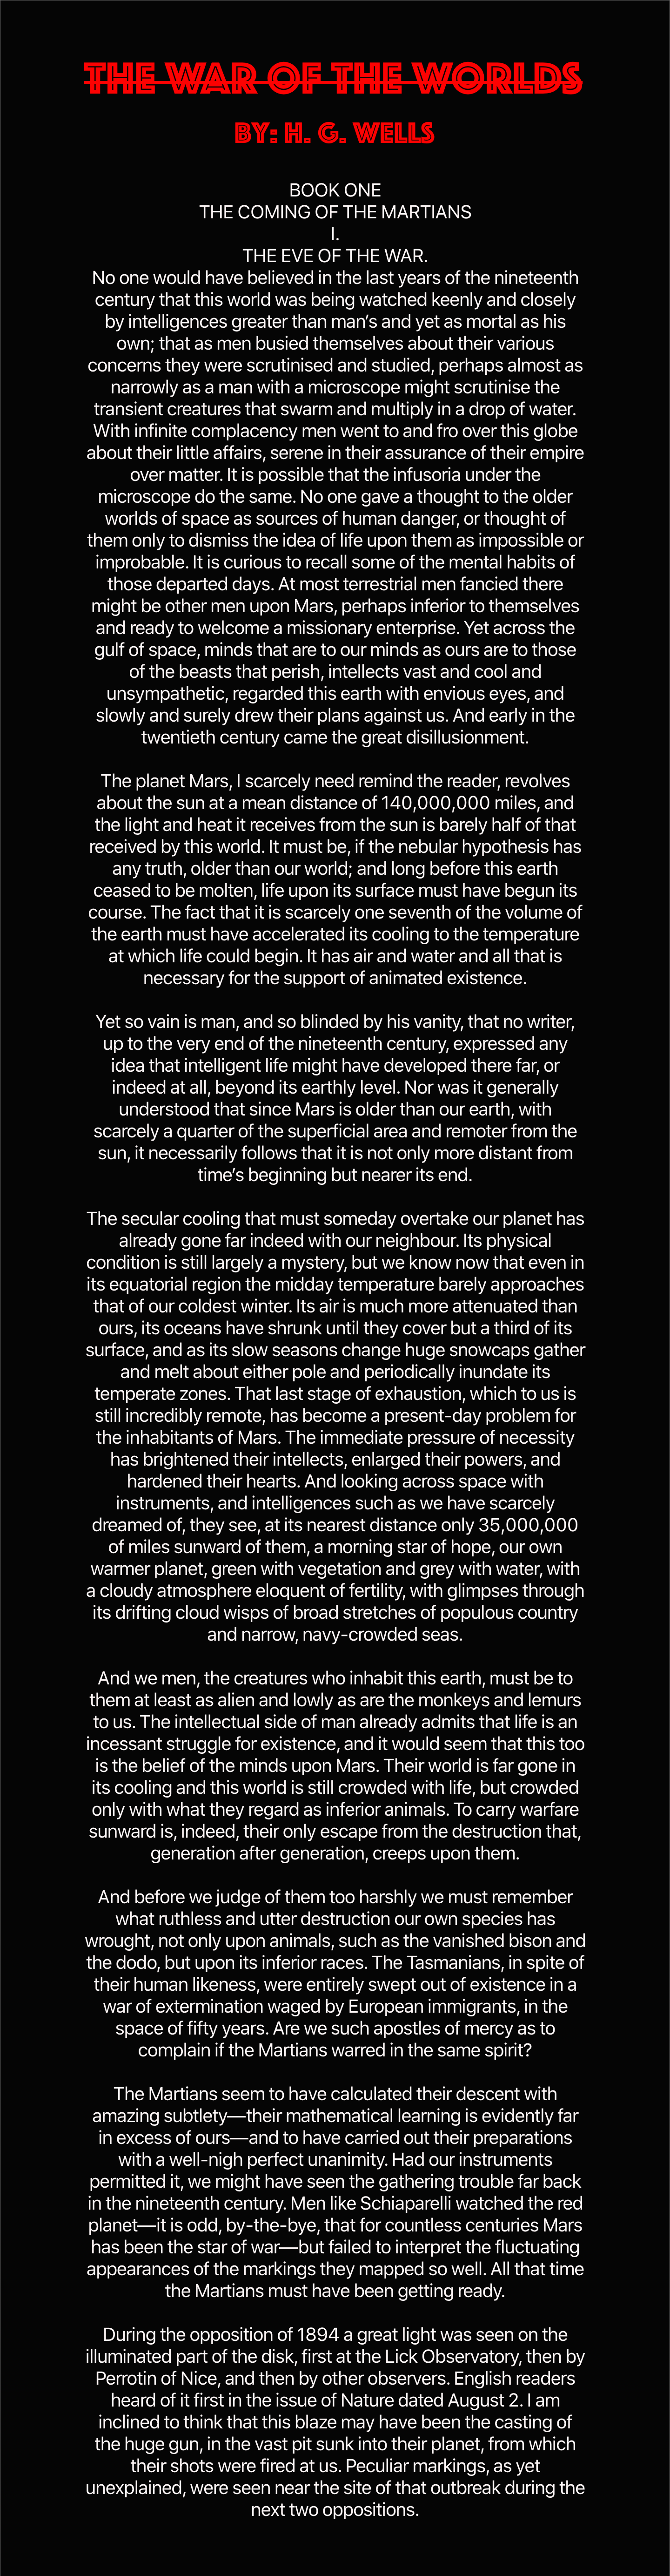 THE WAR OF THE WORLDS
BY: H. G. WELLS
BOOK ONE
THE COMING OF THE MARTIANS
I.
THE EVE OF THE WAR.
No one would have believed in the last years of the nineteenth
century that this world was being watched keenly and closely
by intelligences greater than man’s and yet as mortal as his
own; that as men busied themselves about their various
concerns they were scrutinised and studied, perhaps almost as
narrowly as a man with a microscope might scrutinise the
transient creatures that swarm and multiply in a drop of water.
With infinite complacency men went to and fro over this globe
about their little affairs, serene in their assurance of their empire
over matter. It is possible that the infusoria under the
microscope do the same. No one gave a thought to the older
worlds of space as sources of human danger, or thought of
them only to dismiss the idea of life upon them as impossible or
improbable. It is curious to recall some of the mental habits of
those departed days. At most terrestrial men fancied there
might be other men upon Mars, perhaps inferior to themselves
and ready to welcome a missionary enterprise. Yet across the
gulf of space, minds that are to our minds as ours are to those
of the beasts that perish, intellects vast and cool and
unsympathetic, regarded this earth with envious eyes, and
slowly and surely drew their plans against us. And early in the
twentieth century came the great disillusionment.
The planet Mars, I scarcely need remind the reader, revolves
about the sun at a mean distance of 140,000,000 miles, and
the light and heat it receives from the sun is barely half of that
received by this world. It must be, if the nebular hypothesis has
any truth, older than our world; and long before this earth
ceased to be molten, life upon its surface must have begun its
course. The fact that it is scarcely one seventh of the volume of
the earth must have accelerated its cooling to the temperature
at which life could begin. It has air and water and all that is
necessary for the support of animated existence.
Yet so vain is man, and so blinded by his vanity, that no writer,
up to the very end of the nineteenth century, expressed any
idea that intelligent life might have developed there far, or
indeed at all, beyond its earthly level. Nor was it generally
understood that since Mars is older than our earth, with
scarcely a quarter of the superficial area and remoter from the
sun, it necessarily follows that it is not only more distant from
time’s beginning but nearer its end.
The secular cooling that must someday overtake our planet has
already gone far indeed with our neighbour. Its physical
condition is still largely a mystery, but we know now that even in
its equatorial region the midday temperature barely approaches
that of our coldest winter. Its air is much more attenuated than
ours, its oceans have shrunk until they cover but a third of its
surface, and as its slow seasons change huge snowcaps gather
and melt about either pole and periodically inundate its
temperate zones. That last stage of exhaustion, which to us is
still incredibly remote, has become a present-day problem for
the inhabitants of Mars. The immediate pressure of necessity
has brightened their intellects, enlarged their powers, and
hardened their hearts. And looking across space with
instruments, and intelligences such as we have scarcely
dreamed of, they see, at its nearest distance only 35,000,000
of miles sunward of them, a morning star of hope, our own
warmer planet, green with vegetation and grey with water, with
a cloudy atmosphere eloquent of fertility, with glimpses through
its drifting cloud wisps of broad stretches of populous country
and narrow, navy-crowded seas.
And we men, the creatures who inhabit this earth, must be to
them at least as alien and lowly as are the monkeys and lemurs
to us. The intellectual side of man already admits that life is an
incessant struggle for existence, and it would seem that this too
is the belief of the minds upon Mars. Their world is far gone in
its cooling and this world is still crowded with life, but crowded
only with what they regard as inferior animals. To carry warfare
sunward is, indeed, their only escape from the destruction that,
generation after generation, creeps upon them.
And before we judge of them too harshly we must remember
what ruthless and utter destruction our own species has
wrought, not only upon animals, such as the vanished bison and
the dodo, but upon its inferior races. The Tasmanians, in spite of
their human likeness, were entirely swept out of existence in a
war of extermination waged by European immigrants, in the
space of fifty years. Are we such apostles of mercy as to
complain if the Martians warred in the same spirit?
The Martians seem to have calculated their descent with
amazing subtlety—their mathematical learning is evidently far
in excess of ours—and to have carried out their preparations
with a well-nigh perfect unanimity. Had our instruments
permitted it, we might have seen the gathering trouble far back
in the nineteenth century. Men like Schiaparelli watched the red
planet—it is odd, by-the-bye, that for countless centuries Mars
has been the star of war—but failed to interpret the fluctuating
appearances of the markings they mapped so well. All that time
the Martians must have been getting ready.
During the opposition of 1894 a great light was seen on the
illuminated part of the disk, first at the Lick Observatory, then by
Perrotin of Nice, and then by other observers. English readers
heard of it first in the issue of Nature dated August 2. I am
inclined to think that this blaze may have been the casting of
the huge gun, in the vast pit sunk into their planet, from which
their shots were fired at us. Peculiar markings, as yet
unexplained, were seen near the site of that outbreak during the
next two oppositions.